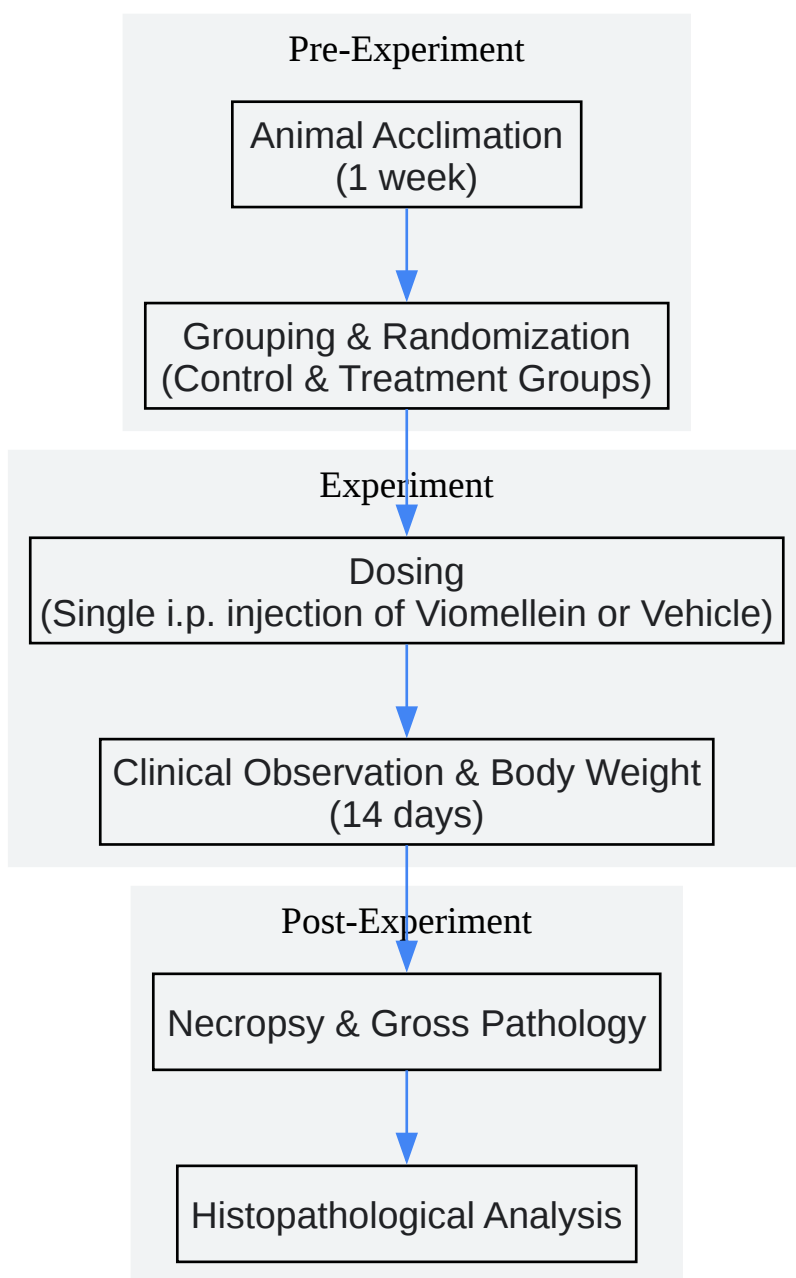 Pre-Experiment
Animal Acclimation
(1 week)
Grouping & Randomization
(Control & Treatment Groups)
Experiment
Dosing
(Single i.p. injection of Viomellein or Vehicle)
Clinical Observation & Body Weight
(14 days)
Post-Experiment
Necropsy & Gross Pathology
Histopathological Analysis